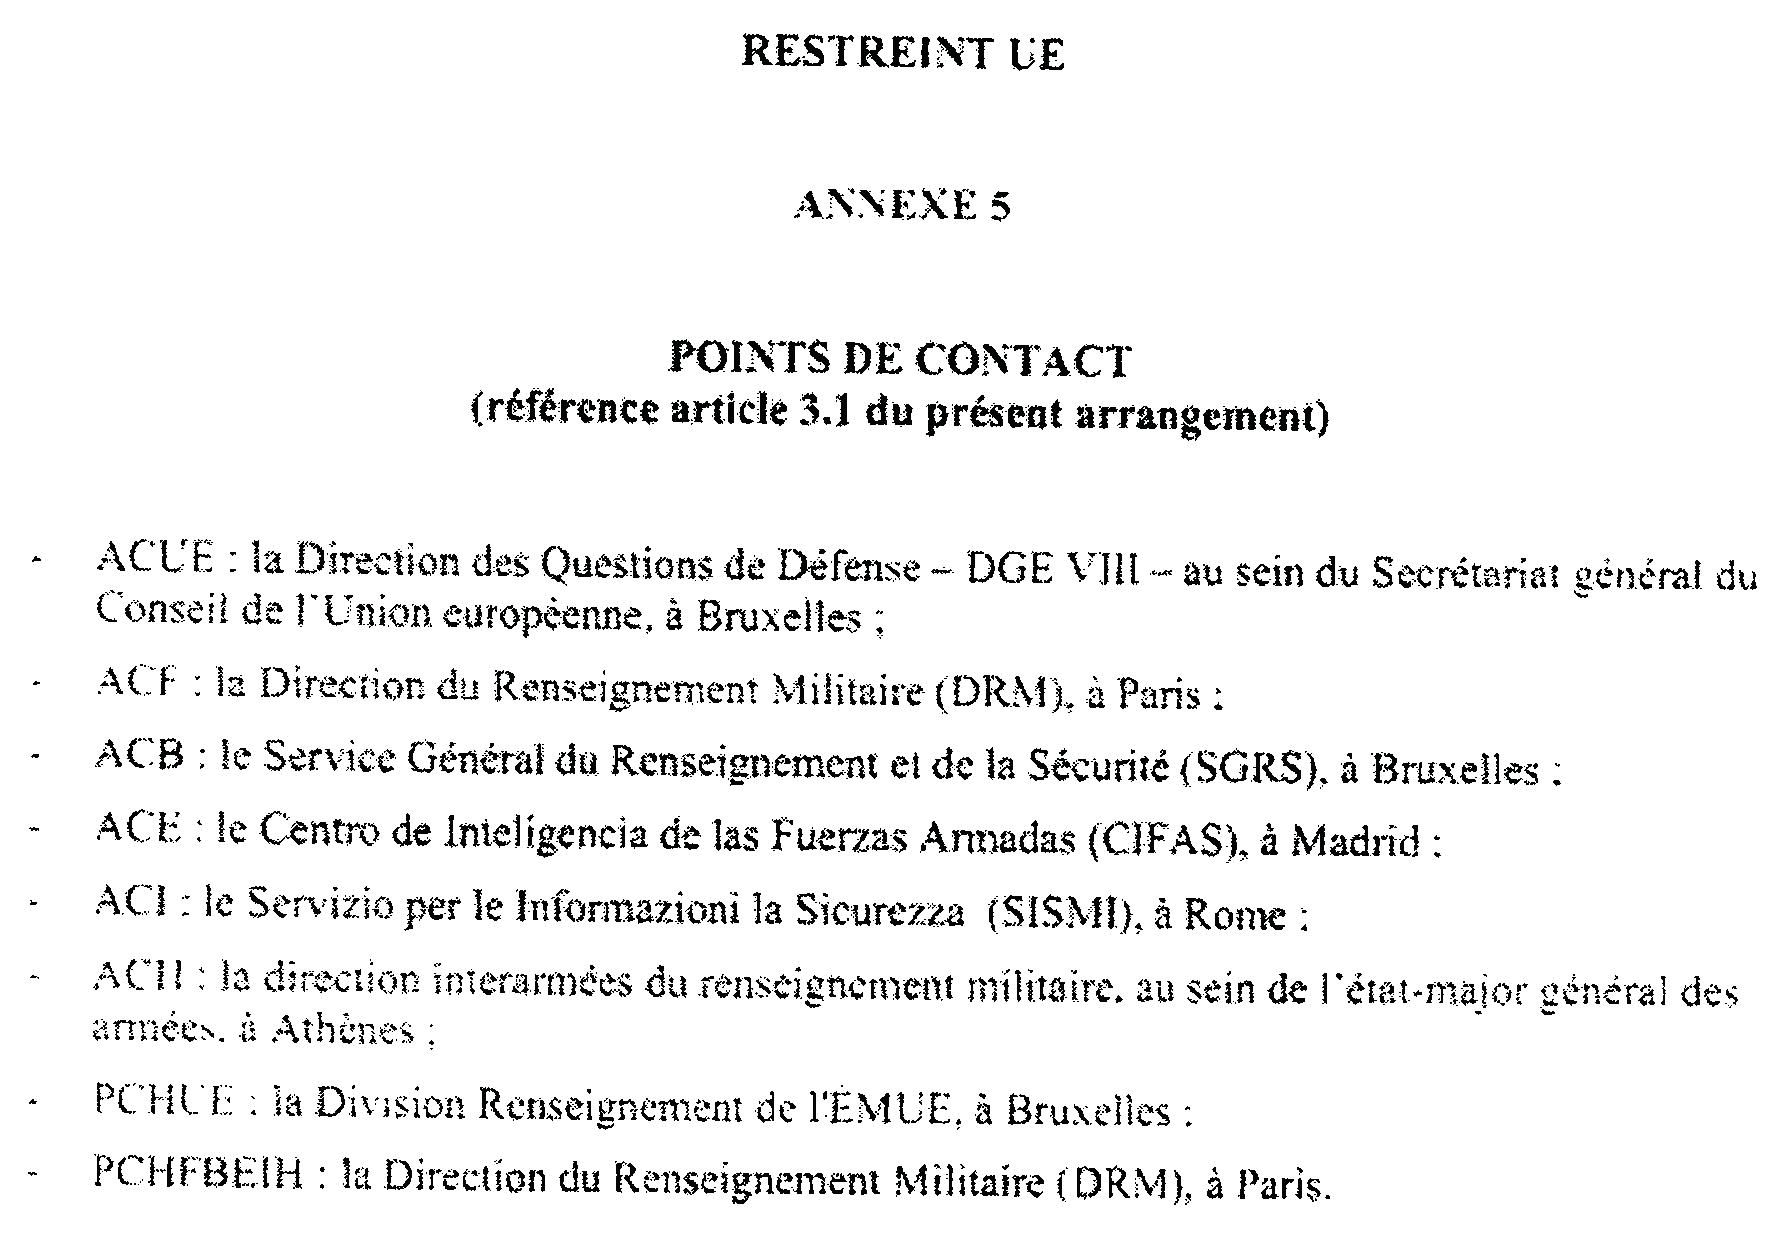 RESTREINT UE
ANNEXE 5
POINTS DE CONTACT
(référence article 3.1 du présent arrangement)
- ACUE : la Direction des Questions de Défense – DGE VIII – au sein du Secrétariat général du
Conseil de l'Union européenne, à Bruxelles ;
- ACF : la Direction du Renseignement Militaire (DRM), à Paris ;
- ACB : le Service Général du Renseignement et de la Sécurité (SGRS), à Bruxelles ;
- ACE : le Centro de Inteligencia de las Fuerzas Armadas (CIFAS), à Madrid ;
- ACI : le Servizio per le Informazioni la Sicurezza (SISMI), à Rome ;
- ACH : la direction interarmées du renseignement militaire, au sein de l'état-major général des
armées, à Athènes ;
- PCHUE : la Division Renseignement de l'EMUE, à Bruxelles ;
- PCHFBEIH : la Direction du Renseignement Militaire (DRM), à Paris.